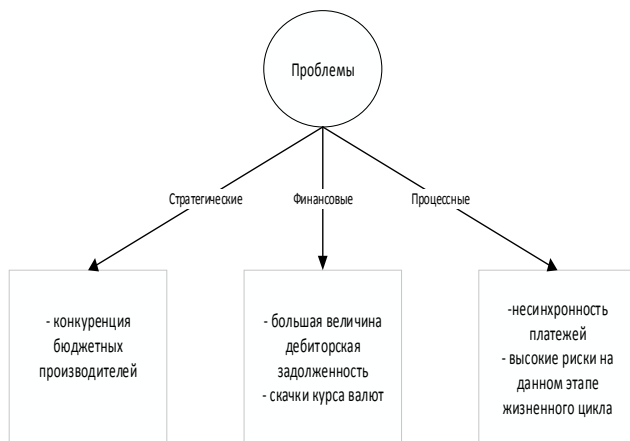 Проблемы
Стратегические
Финансовые
Процессные
- конкуренция
бюджетных
производителей
- большая величина
дебиторская
задолженность
- скачки курса валют
-несинхронность
платежей
- высокие риски на
данном этапе
жизненного цикла